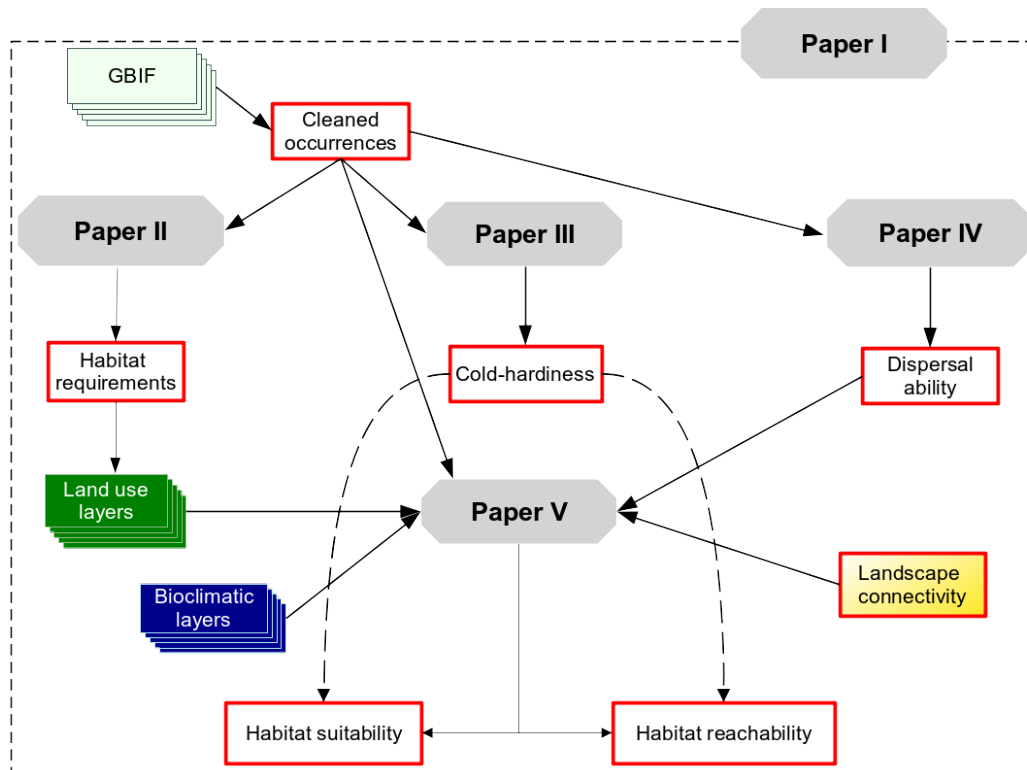 Paper I
GBIF
Cleaned
occurrences
Paper II
Paper III
Paper IV
Habitat
requirements
Cold-hardiness
Dispersal
ability
Land use
layers
Paper V
Bioclimatic
layers
Landscape
connectivity
Habitat suitability
Habitat reachability